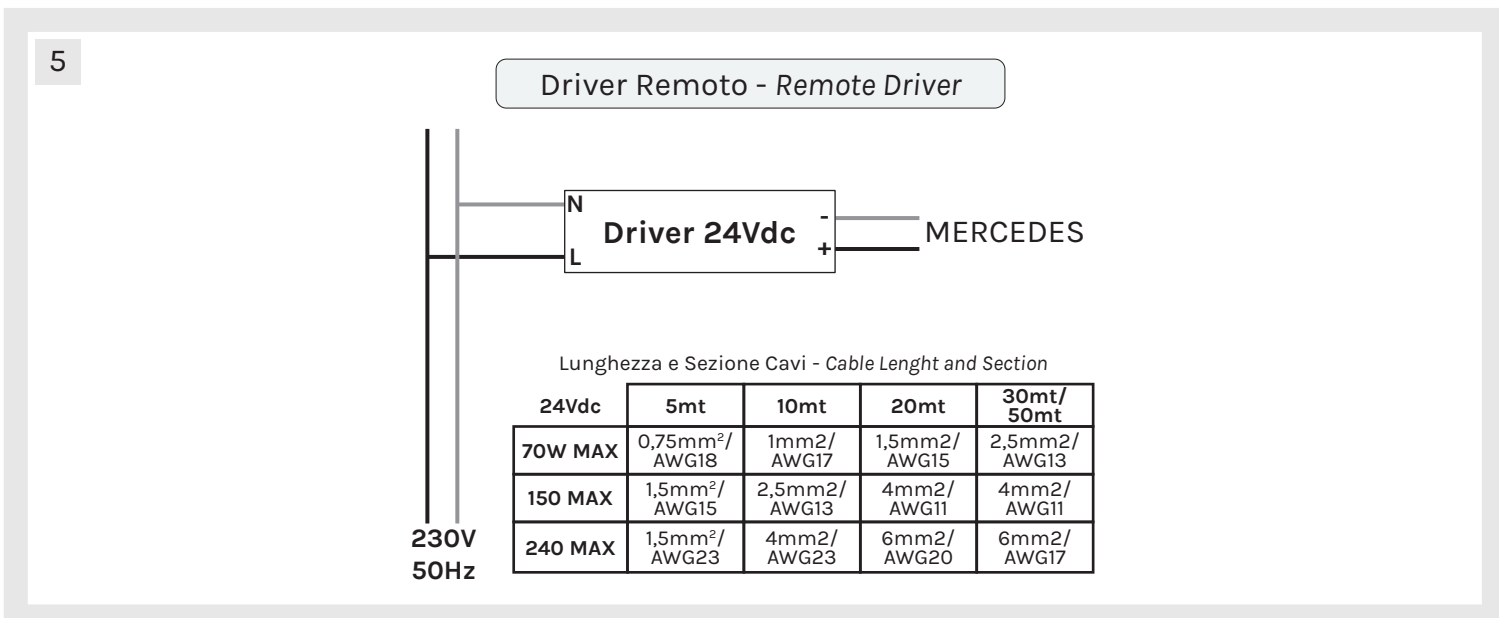 5
Driver Remoto - Remote Driver
N
L
Driver 24Vdc
-
+
MERCEDES
230V
50Hz
Lunghezza e Sezione Cavi - Cable Lenght and Section
24Vdc 5mt 10mt 20mt 30mt/
50mt
70W MAX 0,75mm²/ 1mm2/ 1,5mm2/ 2,5mm2/
AWG18 AWG17 AWG15 AWG13
150 MAX 1,5mm²/ 2,5mm2/ 4mm2/ 4mm2/
AWG15 AWG13 AWG11 AWG11
240 MAX 1,5mm²/ 4mm2/ 6mm2/ 6mm2/
AWG23 AWG23 AWG20 AWG17